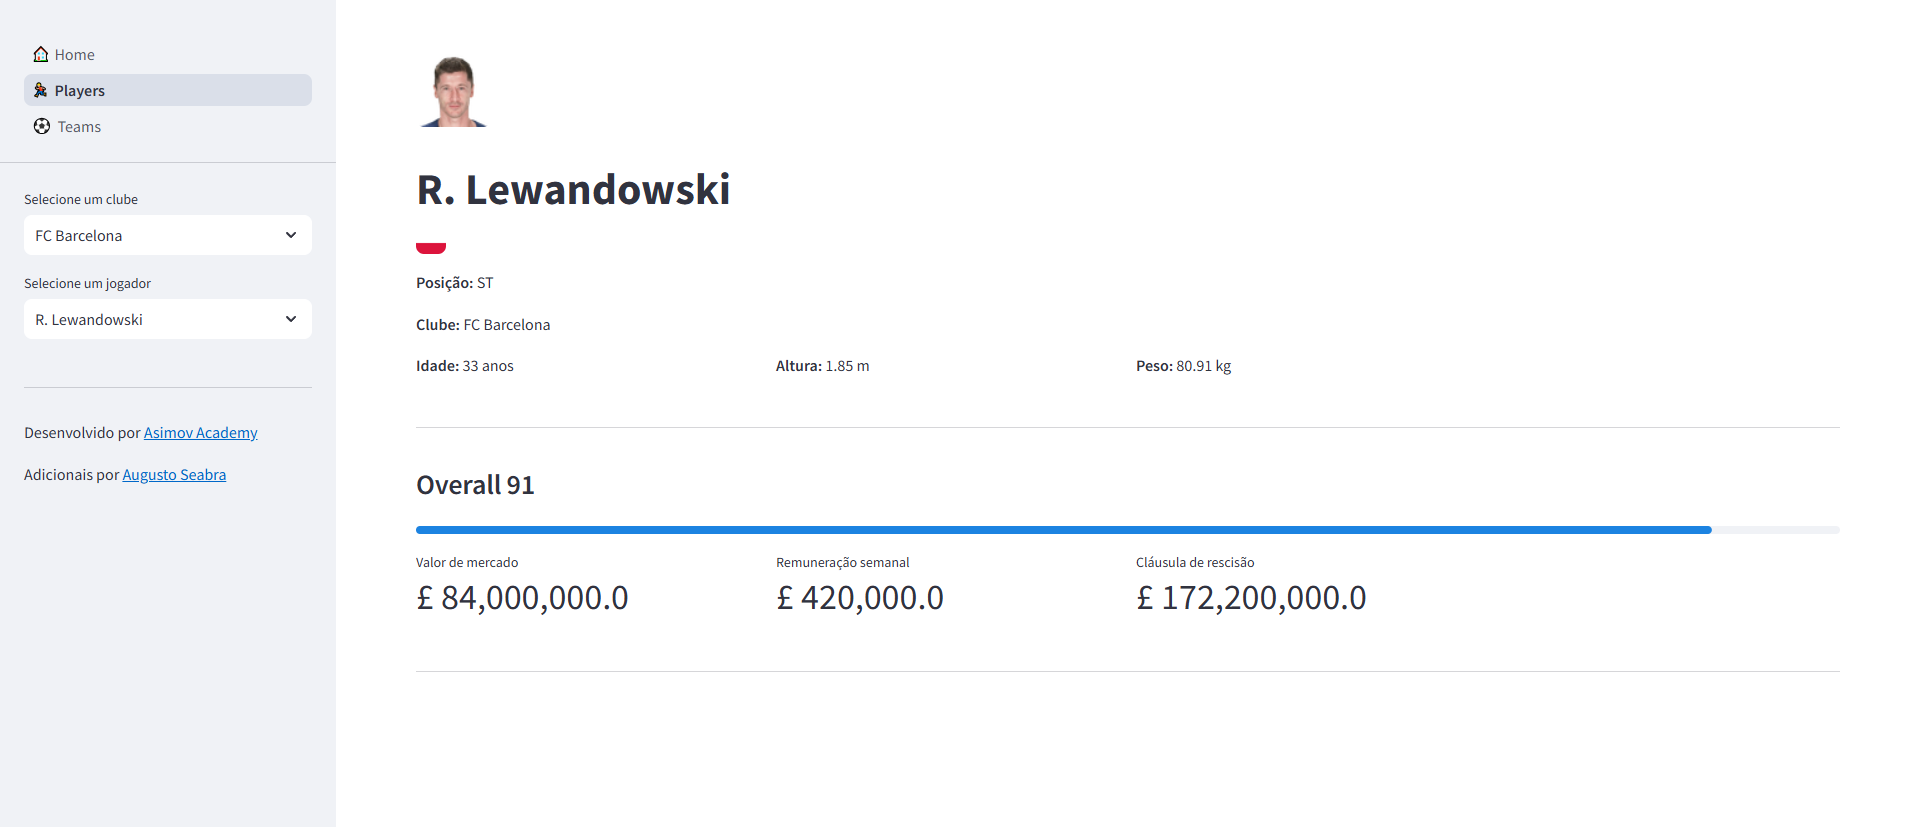 Home
Players
Teams
Selecione um clube
FC Barcelona
Selecione um jogador
R. Lewandowski
Desenvolvido por Asimov Academy
Adicionais por Augusto Seabra
R. Lewandowski
Posição: ST
Clube: FC Barcelona
Idade: 33 anos
Altura: 1.85 m
Peso: 80.91 kg
Overall 91
Valor de mercado
£ 84,000,000.0
Remuneração semanal
£ 420,000.0
Cláusula de rescisão
£ 172,200,000.0